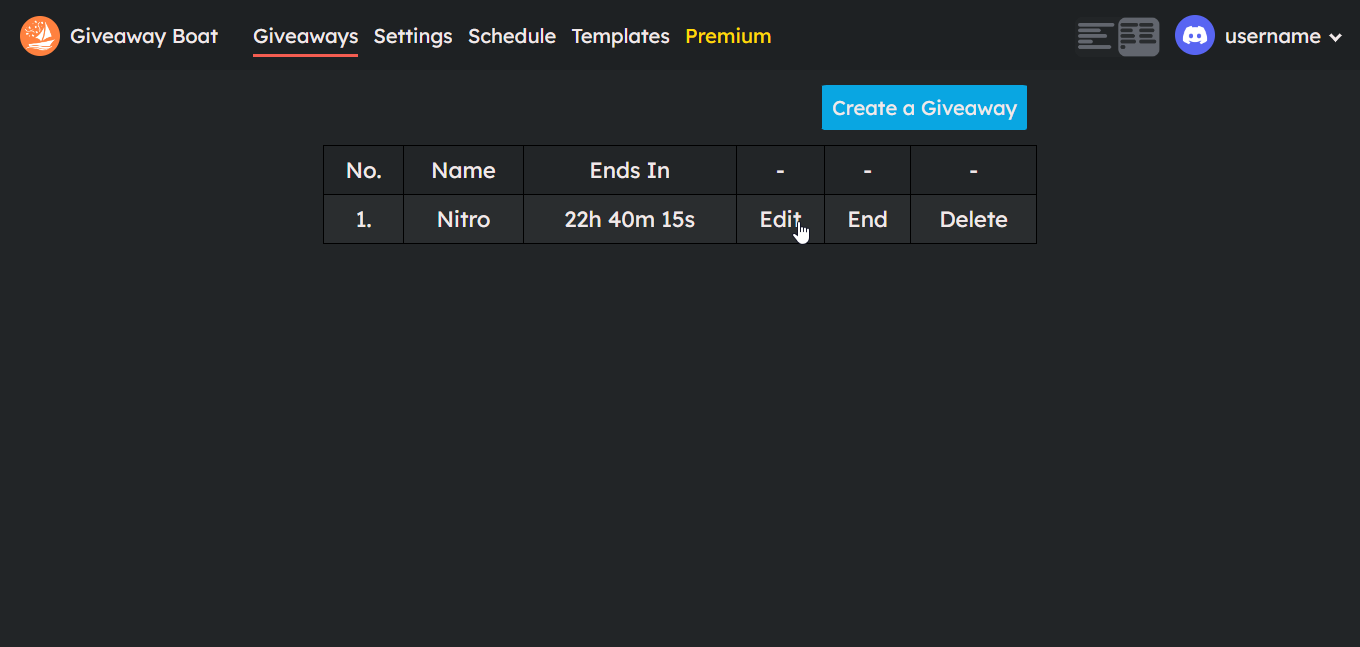 Giveaway Boat Giveaways Settings Schedule Templates Premium username
Create a Giveaway
No. Name Ends In - - -
1. Nitro 22h 40m 15s Edit End Delete